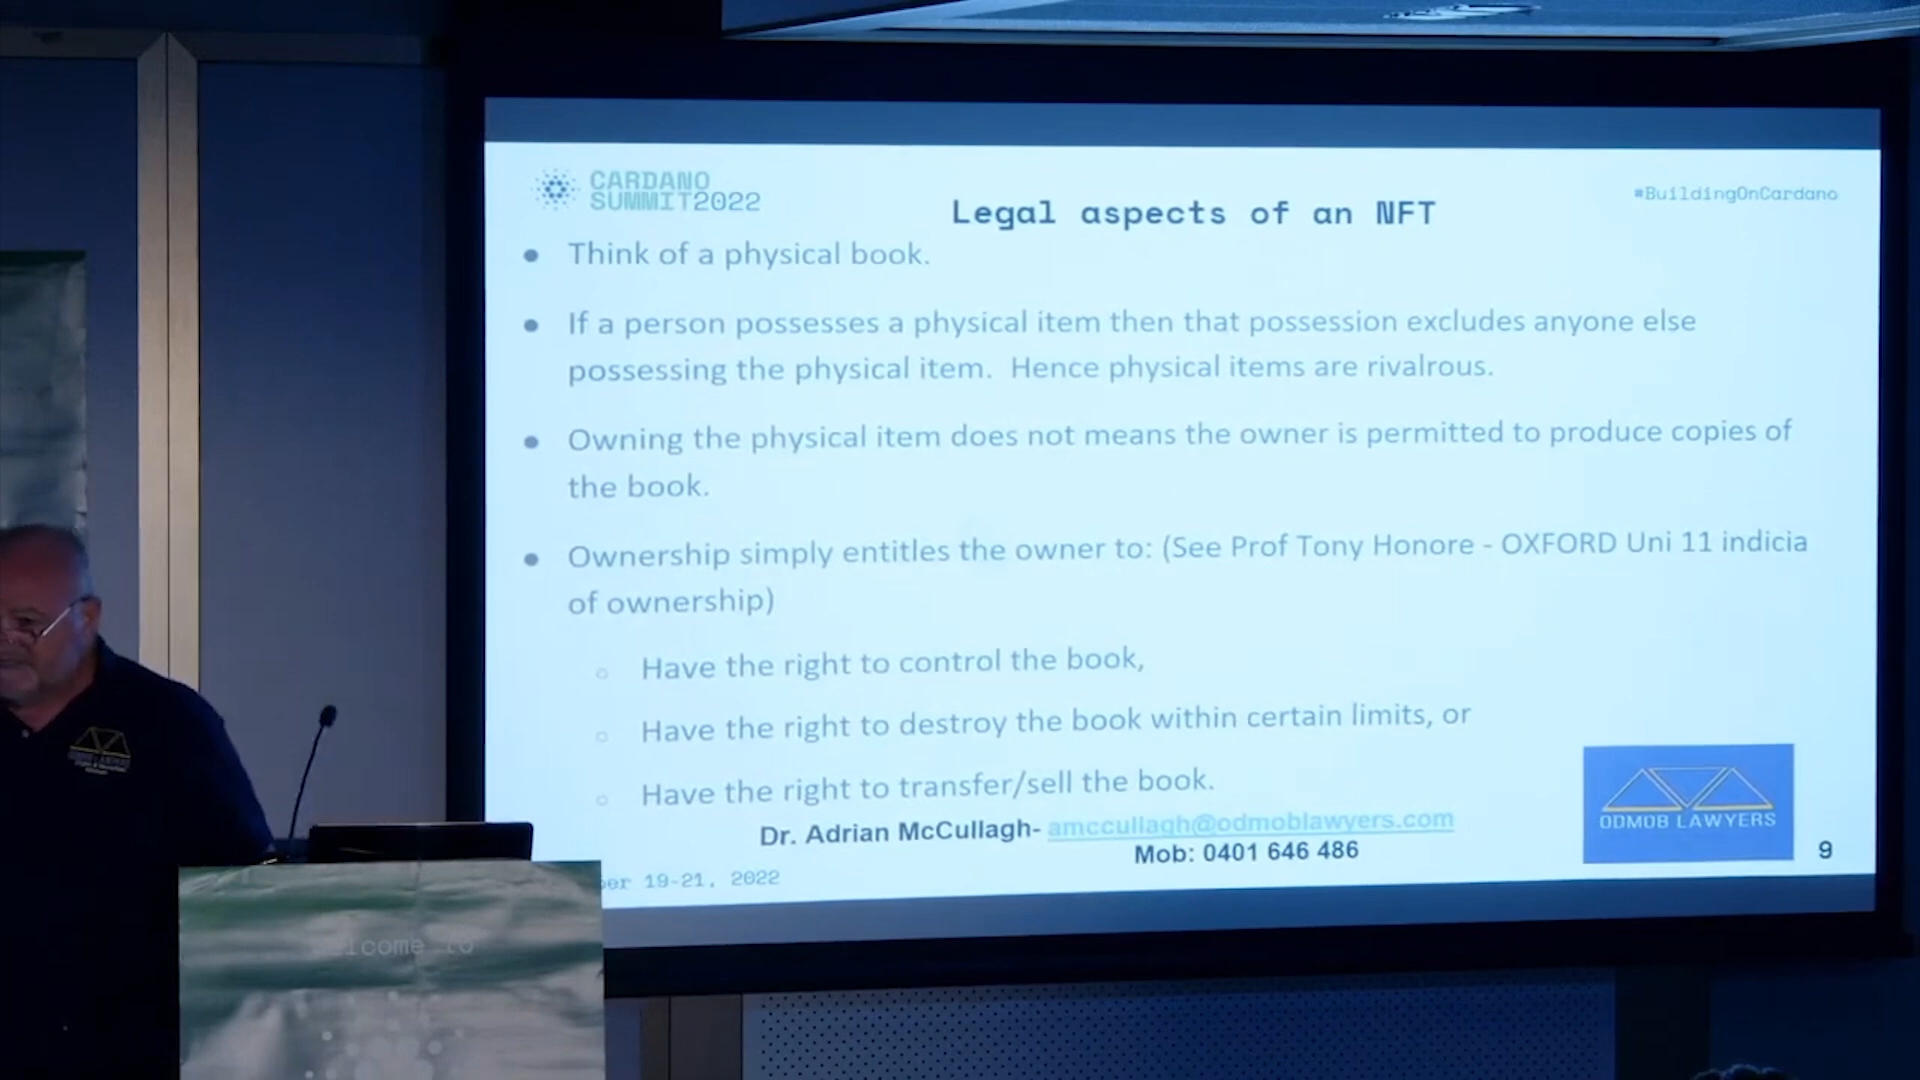 CARDANO
SUMMIT2022
#BuildingOnCardano
Legal aspects of an NFT
● Think of a physical book.
● If a person possesses a physical item then that possession excludes anyone else
possessing the physical item. Hence physical items are rivalrous.
● Owning the physical item does not means the owner is permitted to produce copies of
the book.
● Ownership simply entitles the owner to: (See Prof Tony Honore - OXFORD Uni 11 indicia
of ownership)
○ Have the right to control the book,
○ Have the right to destroy the book within certain limits, or
○ Have the right to transfer/sell the book.
Dr. Adrian McCullagh- amccullagh@odmoblawyers.com
Mob: 0401 646 486
ODMOB LAWYERS
9
19-21, 2022
to